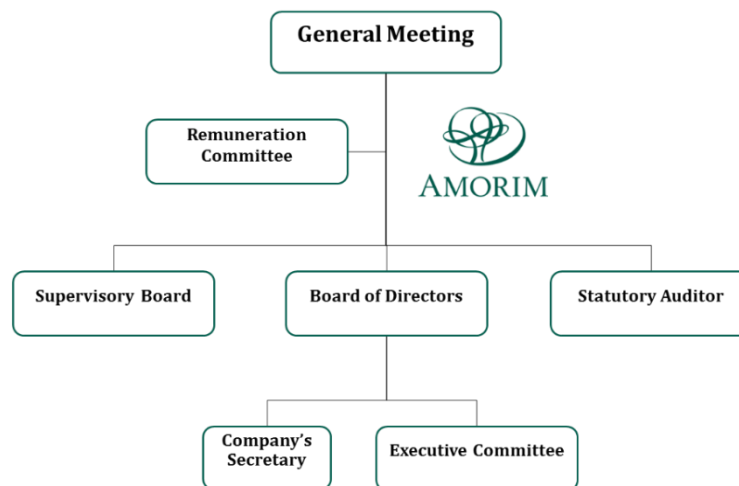 General Meeting
Remuneration
Committee
AMORIM
Supervisory Board
Board of Directors
Statutory Auditor
Company’s
Secretary
Executive Committee